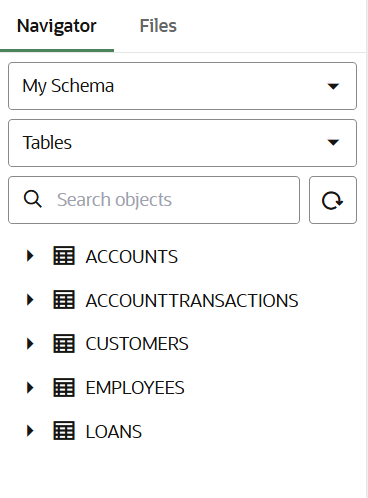 Navigator Files
My Schema
Tables
Search objects
ACCOUNTS
ACCOUNTTRANSACTIONS
CUSTOMERS
EMPLOYEES
LOANS